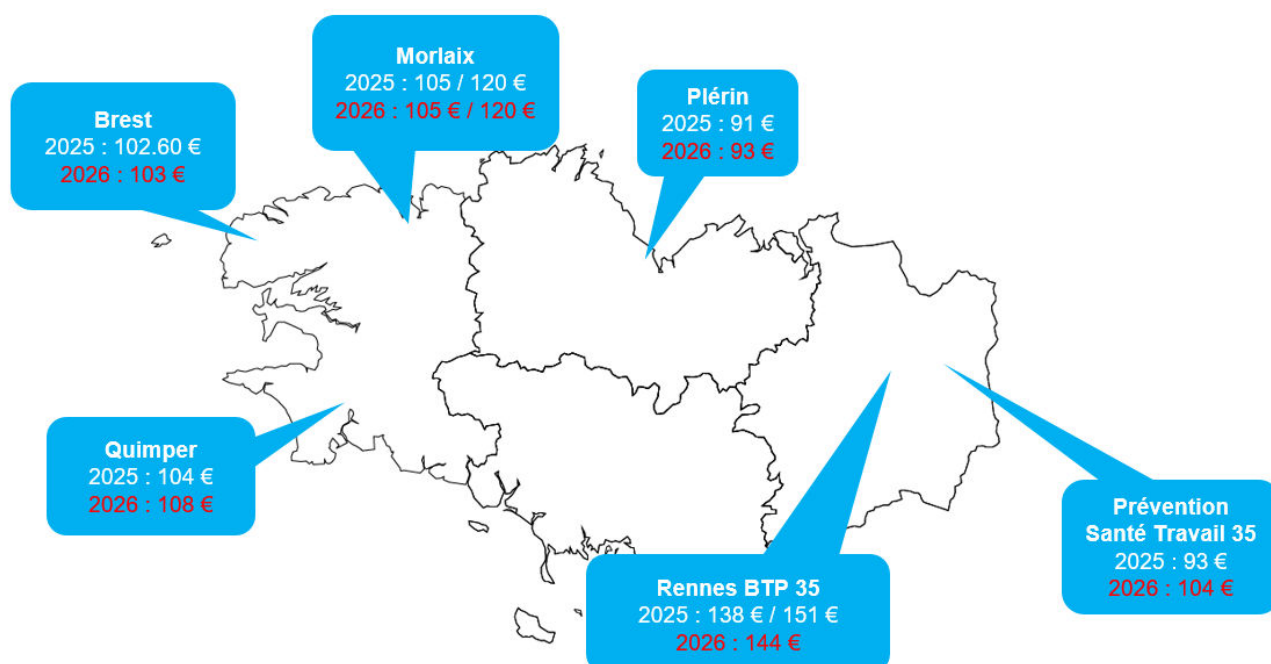 Morlaix
2025 : 105 / 120 €
2026 : 105 € / 120 €
Plérin
2025 : 91 €
2026 : 93 €
Brest
2025 : 102.60 €
2026 : 103 €
Quimper
2025 : 104 €
2026 : 108 €
Rennes BTP 35
2025 : 138 € / 151 €
2026 : 144 €
Prévention
Santé Travail 35
2025 : 93 €
2026 : 104 €